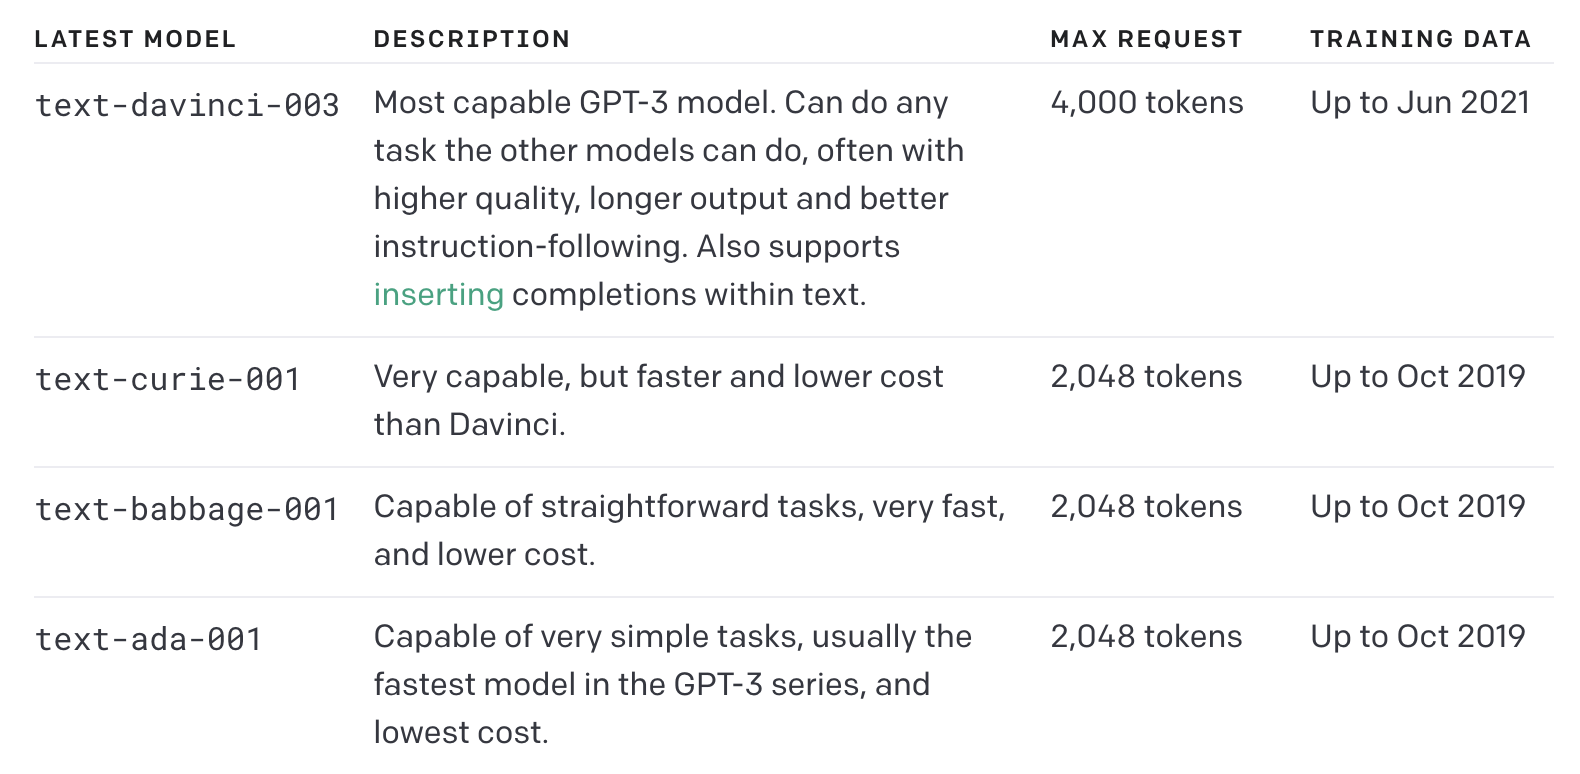 LATEST MODEL DESCRIPTION MAX REQUEST TRAINING DATA
text-davinci-003 Most capable GPT-3 model. Can do any 4,000 tokens Up to Jun 2021
task the other models can do, often with
higher quality, longer output and better
instruction-following. Also supports
inserting completions within text.
text-curie-001 Very capable, but faster and lower cost 2,048 tokens Up to Oct 2019
than Davinci.
text-babbage-001 Capable of straightforward tasks, very fast, 2,048 tokens Up to Oct 2019
and lower cost.
text-ada-001 Capable of very simple tasks, usually the 2,048 tokens Up to Oct 2019
fastest model in the GPT-3 series, and
lowest cost.